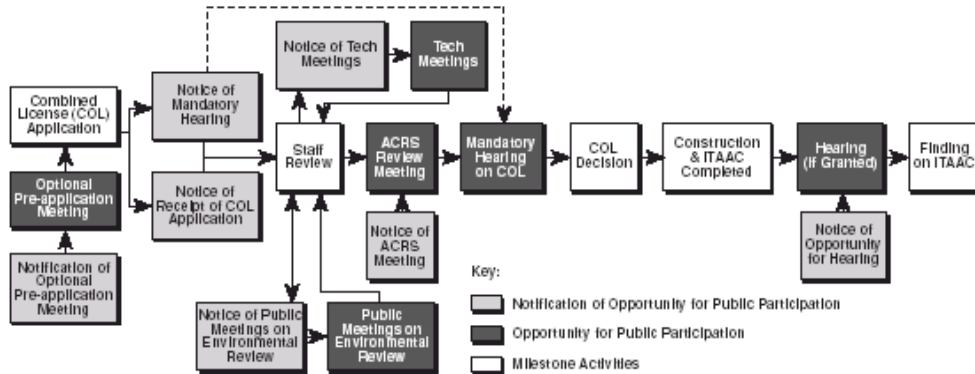 Combined
License (COL)
Application
Optional
Pre-application
Meeting
Notification of
Optional
Pre-application
Meeting
Notice of
Mandatory
Hearing
Notice of
Receipt of COL
Application
Notice of Tech
Meetings
Tech
Meetings
Staff
Review
ACRS
Review
Meeting
Notice of
ACRS
Meeting
Mandatory
Hearing
on COL
COL
Decision
Construction
& ITAAC
Completed
Hearing
(If Granted)
Notice of
Opportunity
for Hearing
Finding
on ITAAC
Notice of Public
Meetings on
Environmental
Review
Public
Meetings on
Environmental
Review
Key:
Notification of Opportunity for Public Participation
Opportunity for Public Participation
Milestone Activities